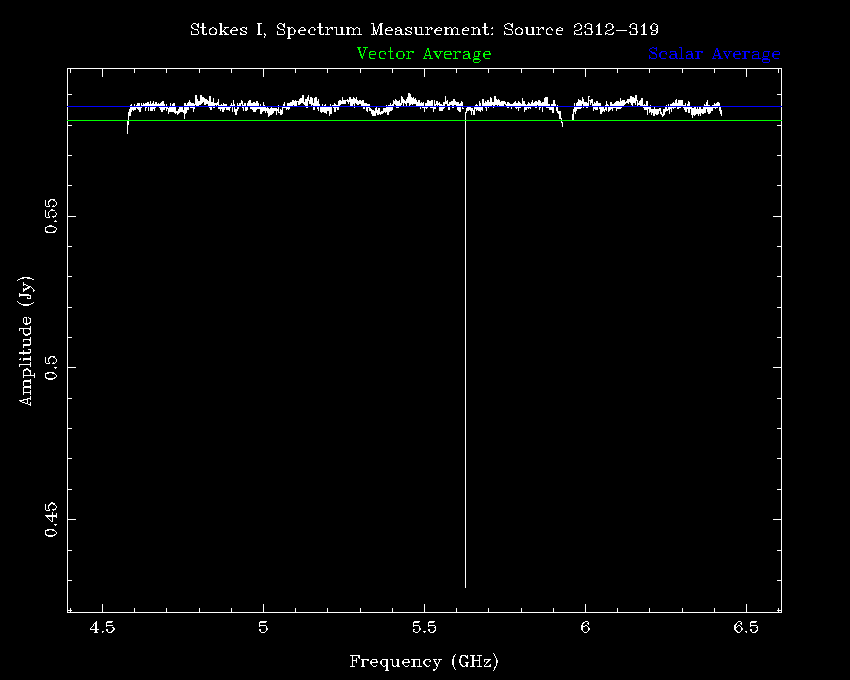 Stokes I, Spectrum Measurement: Source 2312−319
Vector Average
Scalar Average
0.55
0.5
0.45
Amplitude (Jy)
4.5 5 5.5 6 6.5
Frequency (GHz)